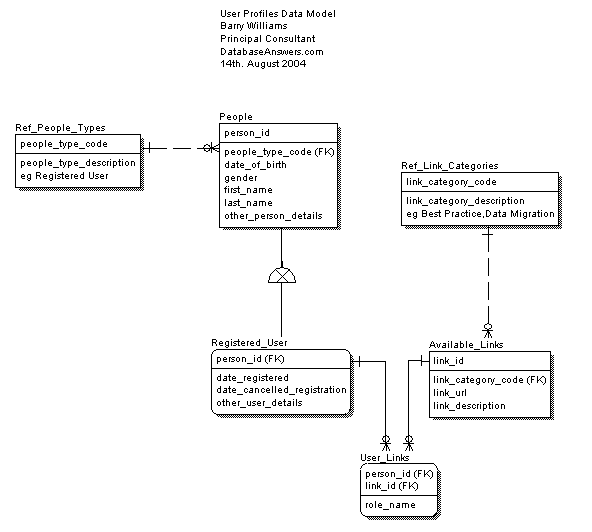 User Profiles Data Model
Barry Williams
Principal Consultant
DatabaseAnswers.com
14th. August 2004
People
person_id
people_type_code (FK)
date_of_birth
gender
first_name
last_name
other_person_details
Ref_People_Types
people_type_code
people_type_description
eg Registered User
Ref_Link_Categories
link_category_code
link_category_description
eg Best Practice,Data Migration
Registered_User
person_id (FK)
date_registered
date_cancelled_registration
other_user_details
Available_Links
link_id
link_category_code (FK)
link_url
link_description
User_Links
person_id (FK)
link_id (FK)
role_name